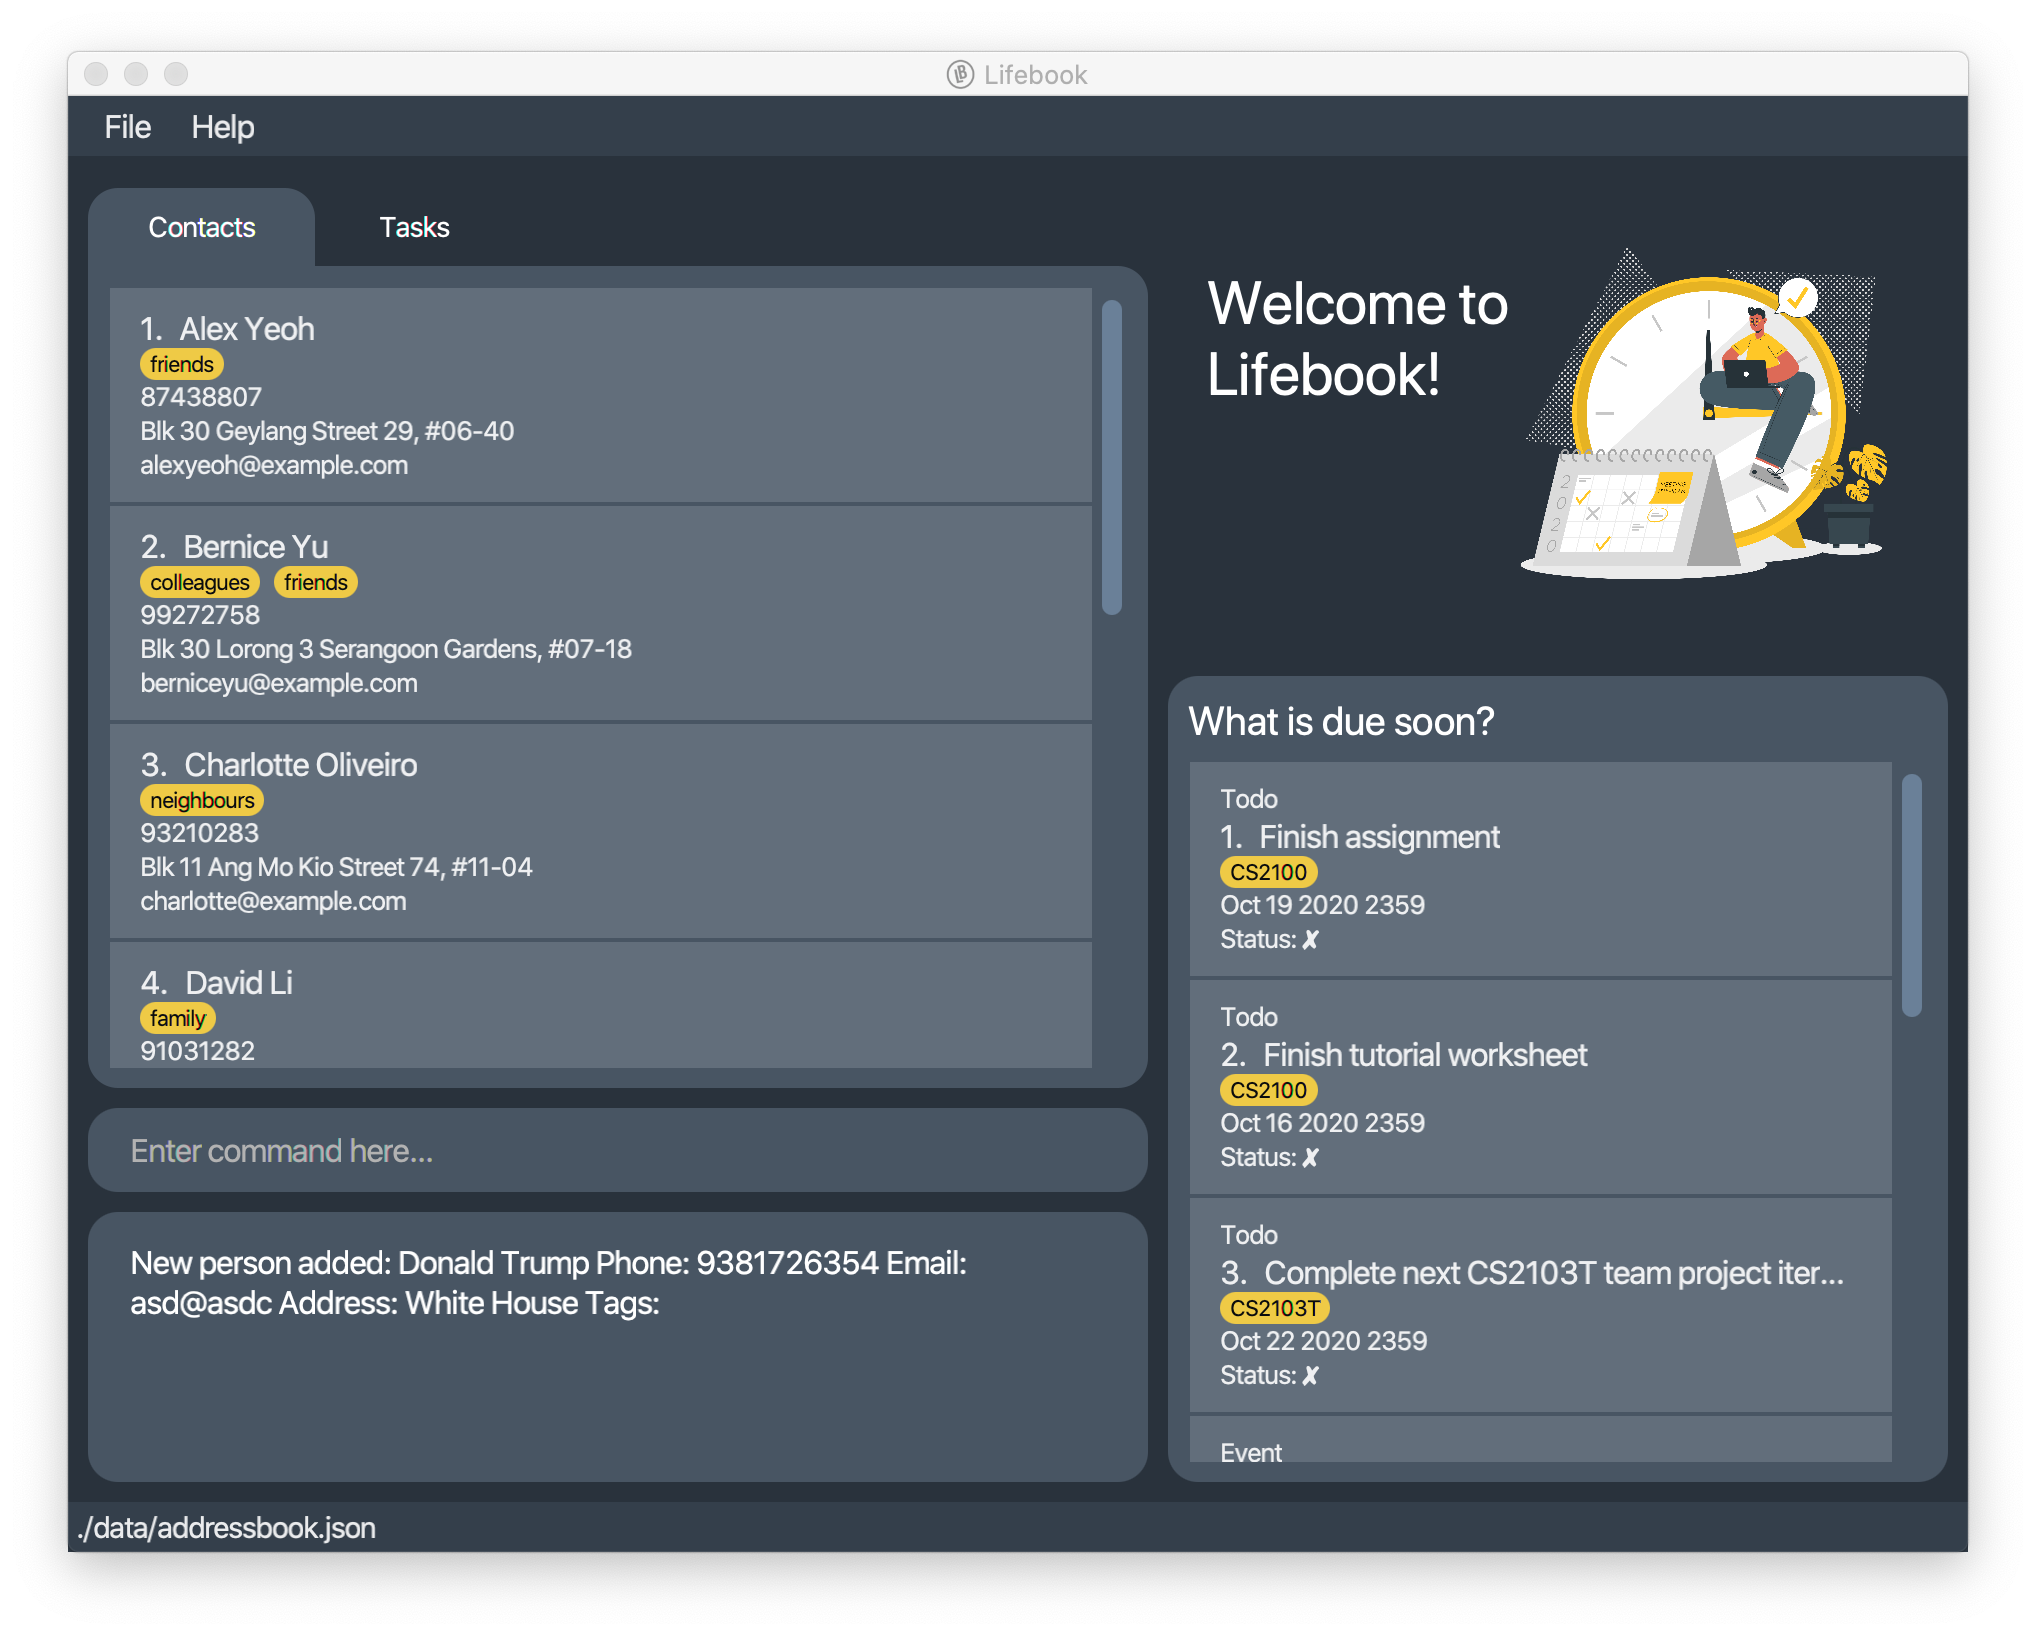 Lifebook
File Help
Contacts Tasks
1. Alex Yeoh
friends
87438807
Blk 30 Geylang Street 29, #06-40
alexyeoh@example.com
2. Bernice Yu
colleagues friends
99272758
Blk 30 Lorong 3 Serangoon Gardens, #07-18
berniceyu@example.com
3. Charlotte Oliveiro
neighbours
93210283
Blk 11 Ang Mo Kio Street 74, #11-04
charlotte@example.com
4. David Li
family
91031282
Enter command here...
New person added: Donald Trump Phone: 9381726354 Email:
asd@asdc Address: White House Tags:
Welcome to
Lifebook!
2
0
2
0
What is due soon?
Todo
1. Finish assignment
CS2100
Oct 19 2020 2359
Status: ✘
Todo
2. Finish tutorial worksheet
CS2100
Oct 16 2020 2359
Status: ✘
Todo
3. Complete next CS2103T team project iter...
CS2103T
Oct 22 2020 2359
Status: ✘
Event
./data/addressbook.json